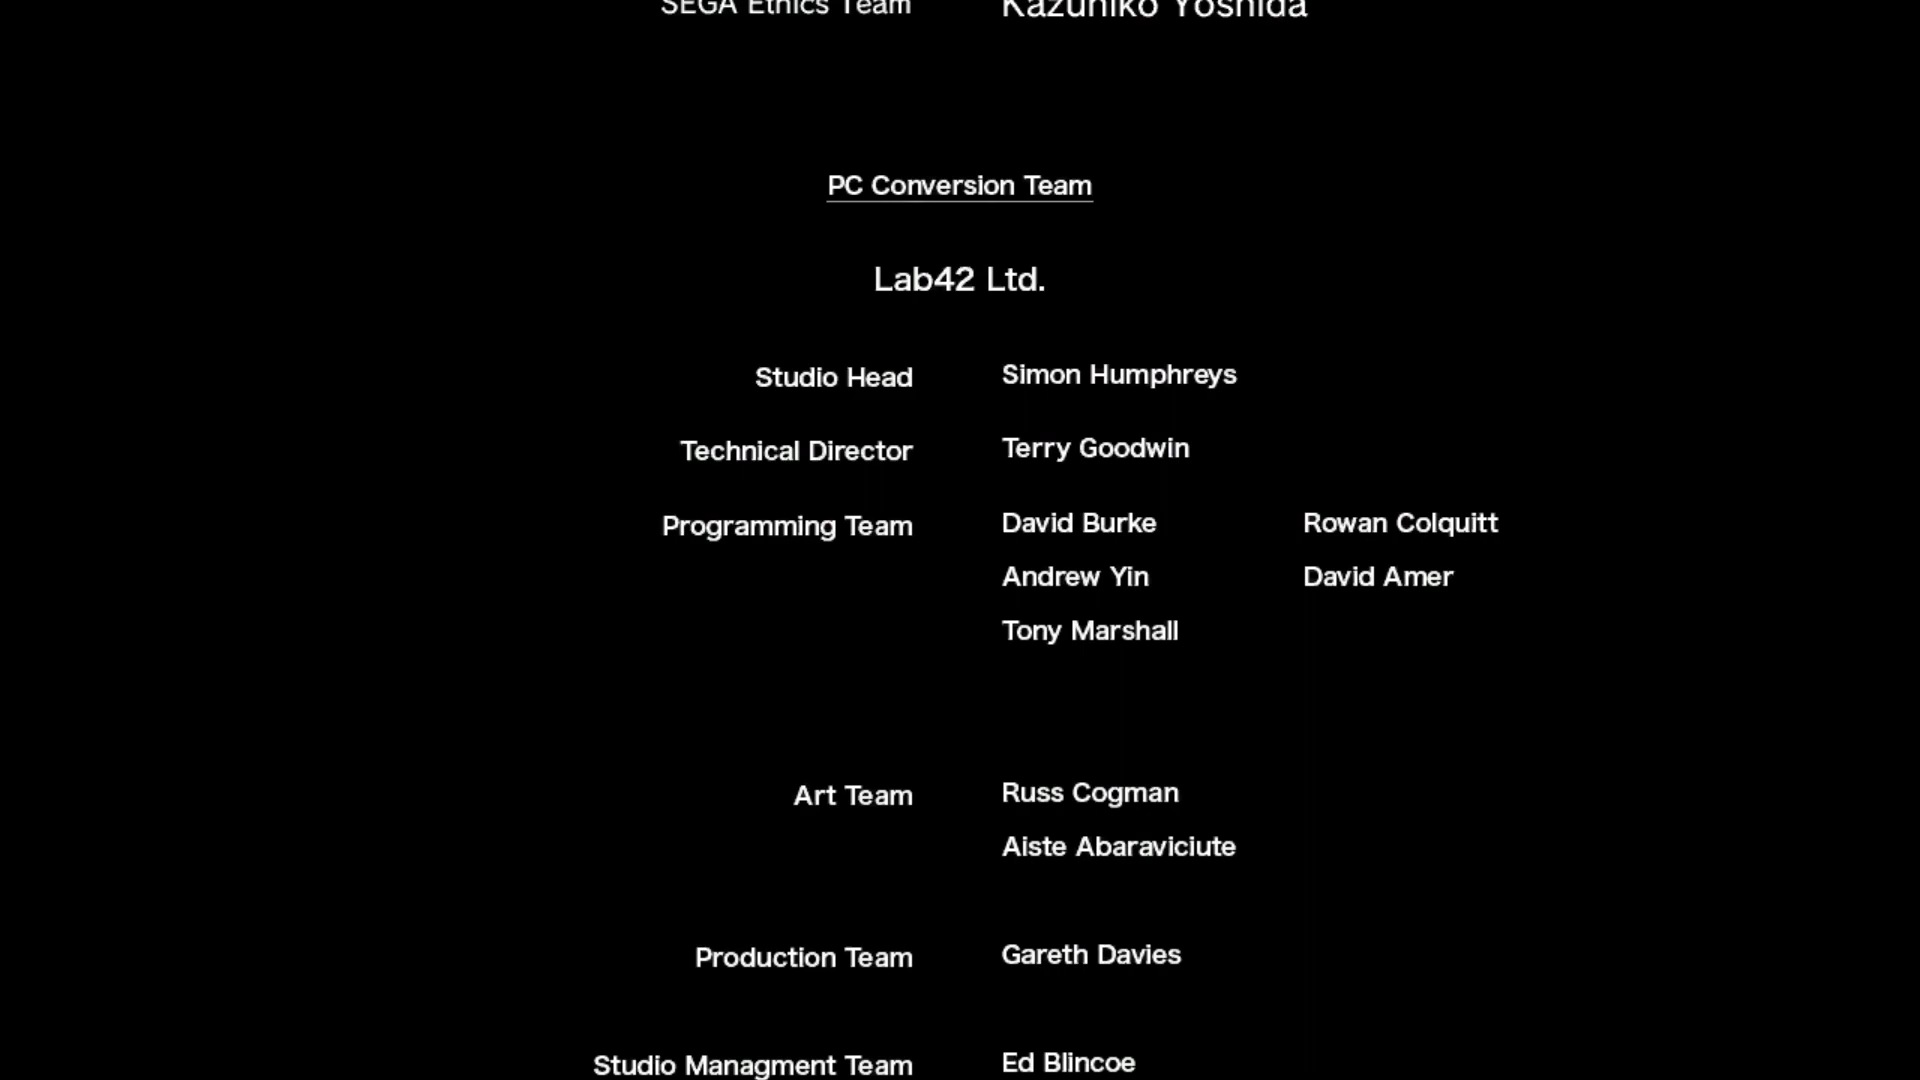 SEGA Ethics Team Kazuhiko Yoshida
PC Conversion Team
Lab42 Ltd.
Studio Head Simon Humphreys
Technical Director Terry Goodwin
Programming Team David Burke Rowan Colquitt
Andrew Yin David Amer
Tony Marshall
Art Team Russ Cogman
Aiste Abaraviciute
Production Team Gareth Davies
Studio Managment Team Ed Blincoe